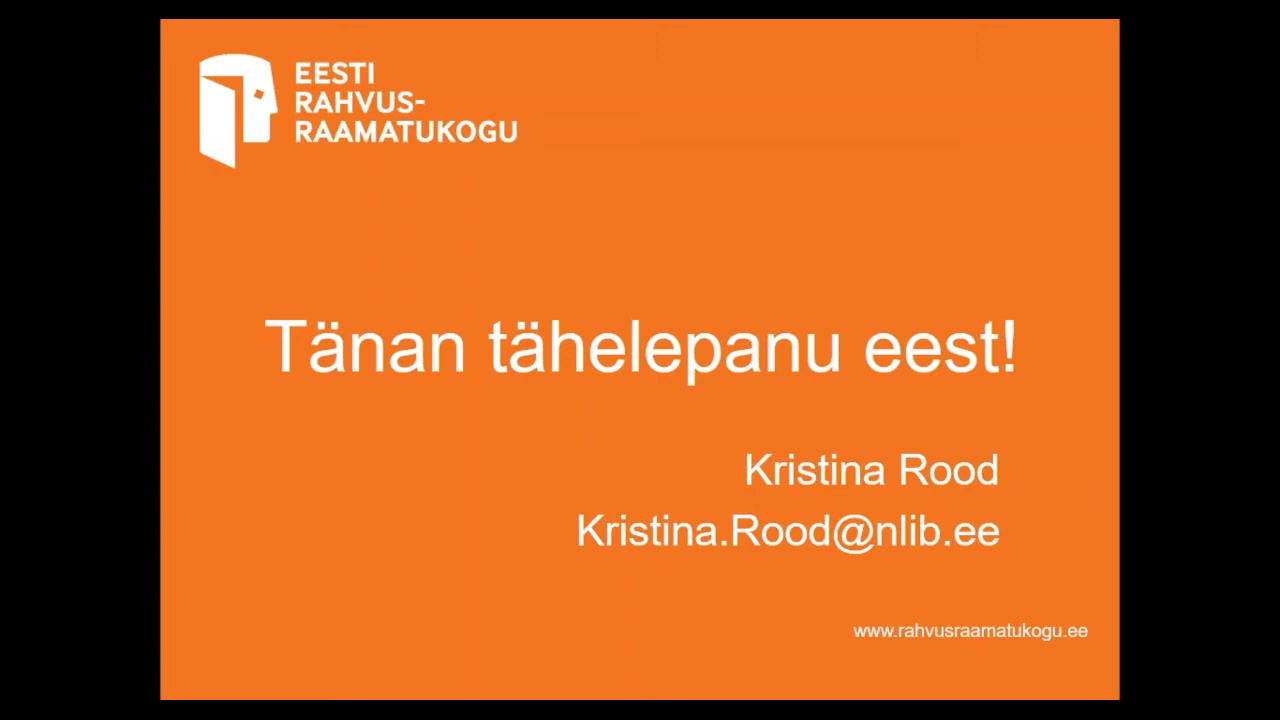 EESTI
RAHVUS-
RAAMATUKOGU
Tänan tähelepanu eest!
Kristina Rood
Kristina.Rood@nlib.ee
www.rahvusraamatukogu.ee